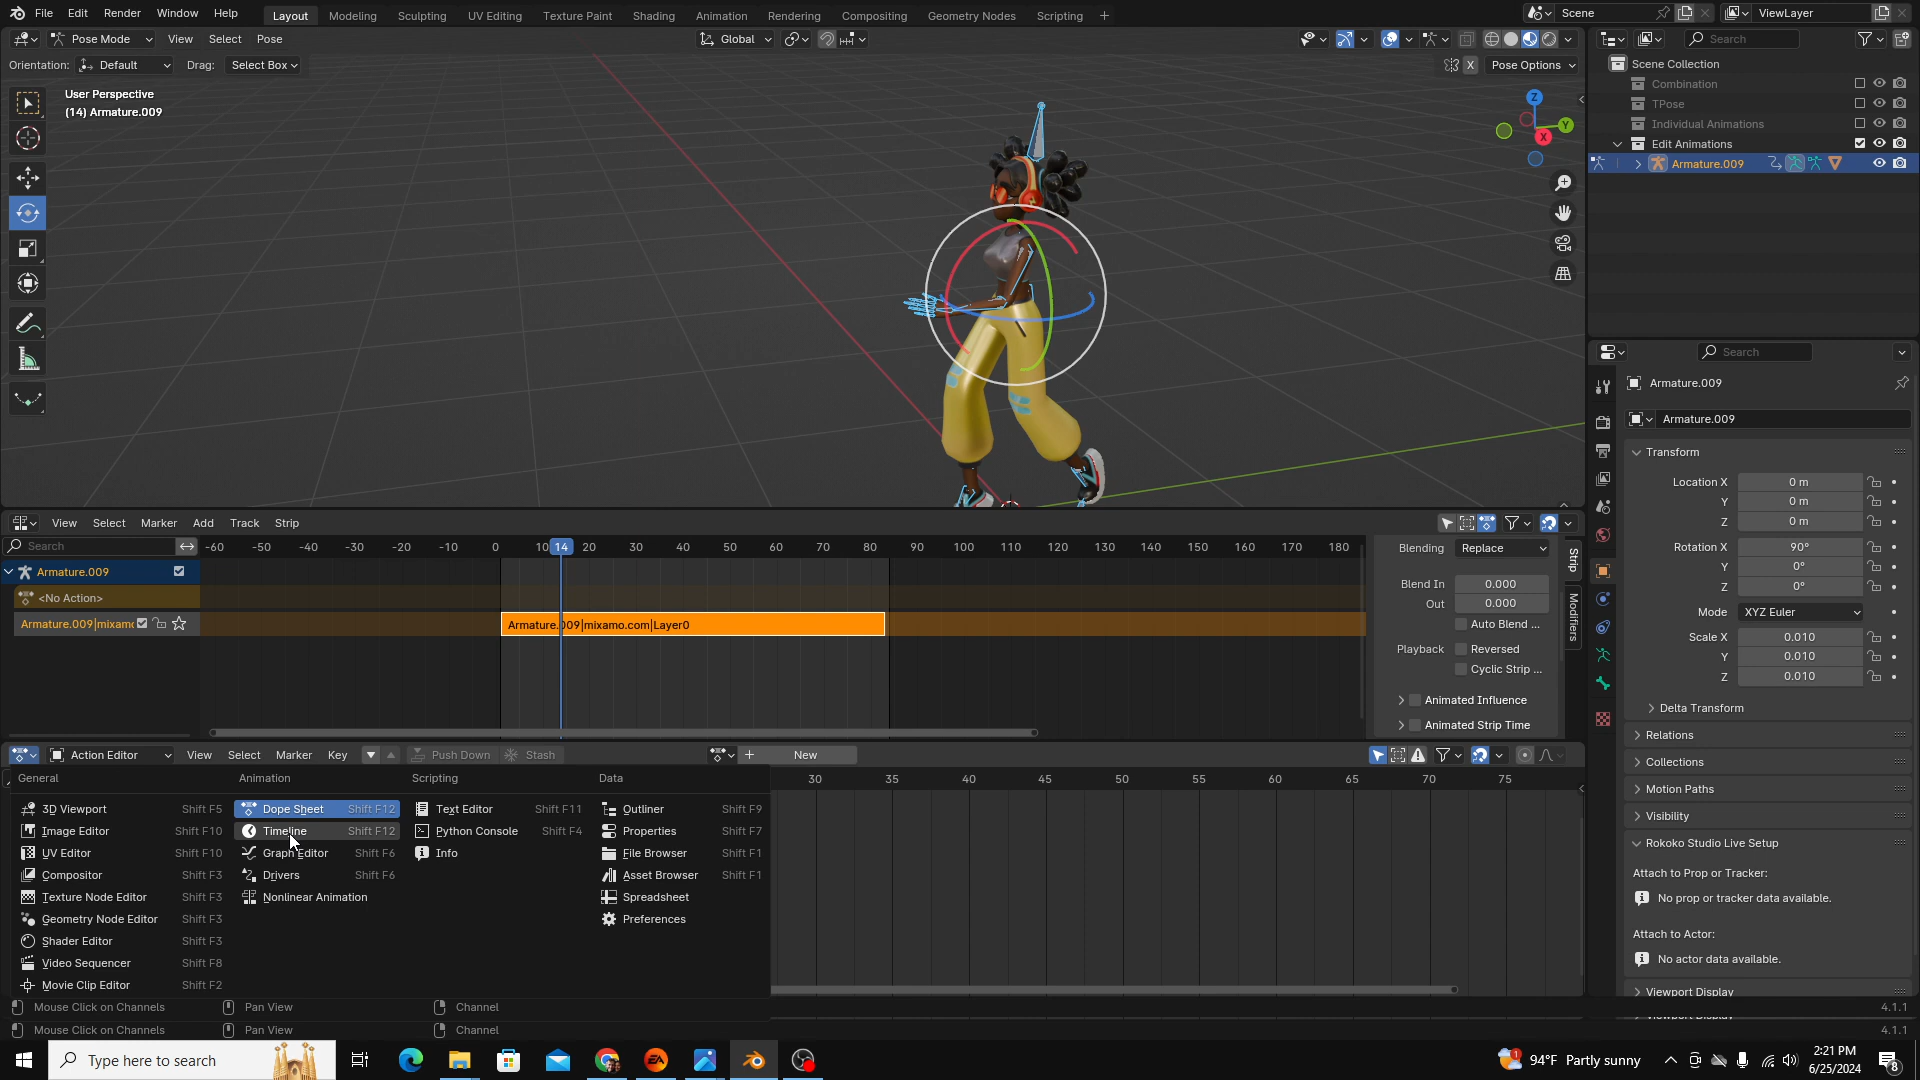 File Edit Render Window Help Layout Modeling Sculpting UV Editing Texture Paint Shading Animation Rendering Compositing Geometry Nodes Scripting + Scene ViewLayer
Pose Mode View Select Pose Global Search
Orientation: Default Drag: Select Box X Pose Options
User Perspective
(14) Armature.009
Z
Y
X
Scene Collection
Combination
TPose
Individual Animations
Edit Animations
Armature.009
Search
Armature.009
Armature.009
Transform
Location X 0 m
Y 0 m
Z 0 m
Rotation X 90°
Y 0°
Z 0°
Mode XYZ Euler
Scale X 0.010
Y 0.010
Z 0.010
Delta Transform
Relations
Collections
Motion Paths
Visibility
Rokoko Studio Live Setup
Attach to Prop or Tracker:
No prop or tracker data available.
Attach to Actor:
No actor data available.
Viewport Display
View Select Marker Add Track Strip
Search -60 -50 -40 -30 -20 -10 0 10 14 20 30 40 50 60 70 80 90 100 110 120 130 140 150 160 170 180
Armature.009
<No Action>
Armature.009|mixamo
Armature.009|mixamo.com|Layer0
Blending Replace
Blend In 0.000
Out 0.000
Auto Blend ...
Playback Reversed
Cyclic Strip ...
Animated Influence
Animated Strip Time
Strip
Modifiers
Action Editor View Select Marker Key Push Down Stash + New
30 35 40 45 50 55 60 65 70 75
General Animation Scripting Data
3D Viewport Shift F5 Dope Sheet Shift F12 Text Editor Shift F11 Outliner Shift F9
Image Editor Shift F10 Timeline Shift F12 Python Console Shift F4 Properties Shift F7
UV Editor Shift F10 Graph Editor Shift F6 Info File Browser Shift F1
Compositor Shift F3 Drivers Shift F6 Asset Browser Shift F1
Texture Node Editor Shift F3 Nonlinear Animation Spreadsheet
Geometry Node Editor Shift F3 Preferences
Shader Editor Shift F3
Video Sequencer Shift F8
Movie Clip Editor Shift F2
Mouse Click on Channels Pan View Channel 4.1.1
Mouse Click on Channels Pan View Channel 4.1.1
Type here to search EA 94°F Partly sunny 2:21 PM
6/25/2024 8